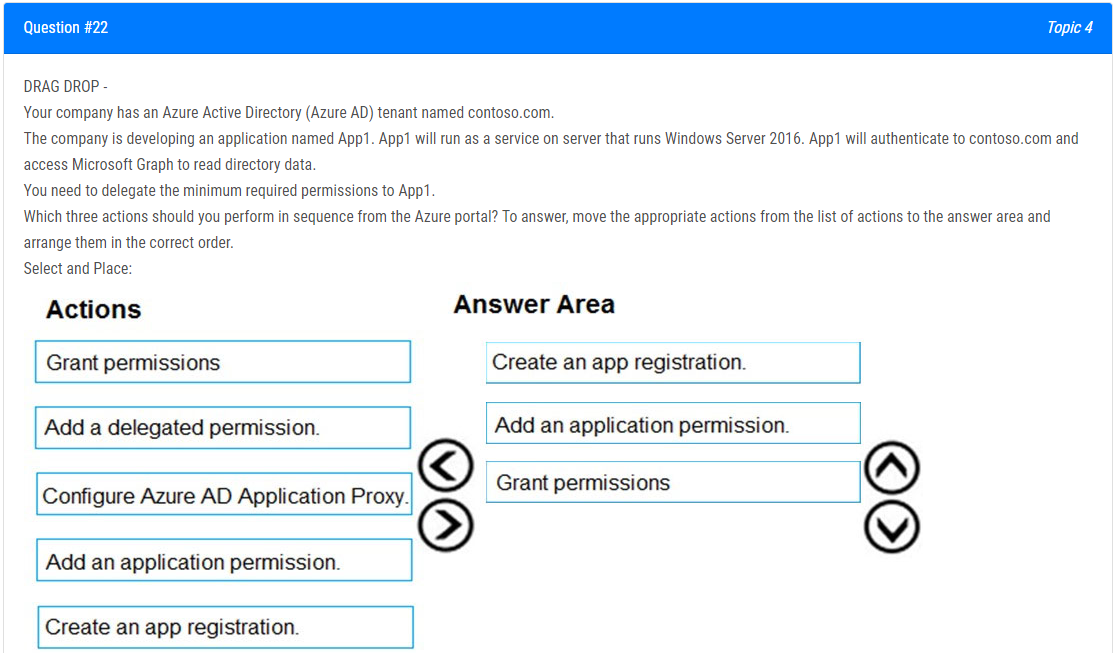 Question #22
Topic 4
DRAG DROP -
Your company has an Azure Active Directory (Azure AD) tenant named contoso.com.
The company is developing an application named App1. App1 will run as a service on server that runs Windows Server 2016. App1 will authenticate to contoso.com and
access Microsoft Graph to read directory data.
You need to delegate the minimum required permissions to App1.
Which three actions should you perform in sequence from the Azure portal? To answer, move the appropriate actions from the list of actions to the answer area and
arrange them in the correct order.
Select and Place:
Actions
Grant permissions
Add a delegated permission.
Configure Azure AD Application Proxy.
Add an application permission.
Create an app registration.
Answer Area
Create an app registration.
Add an application permission.
Grant permissions